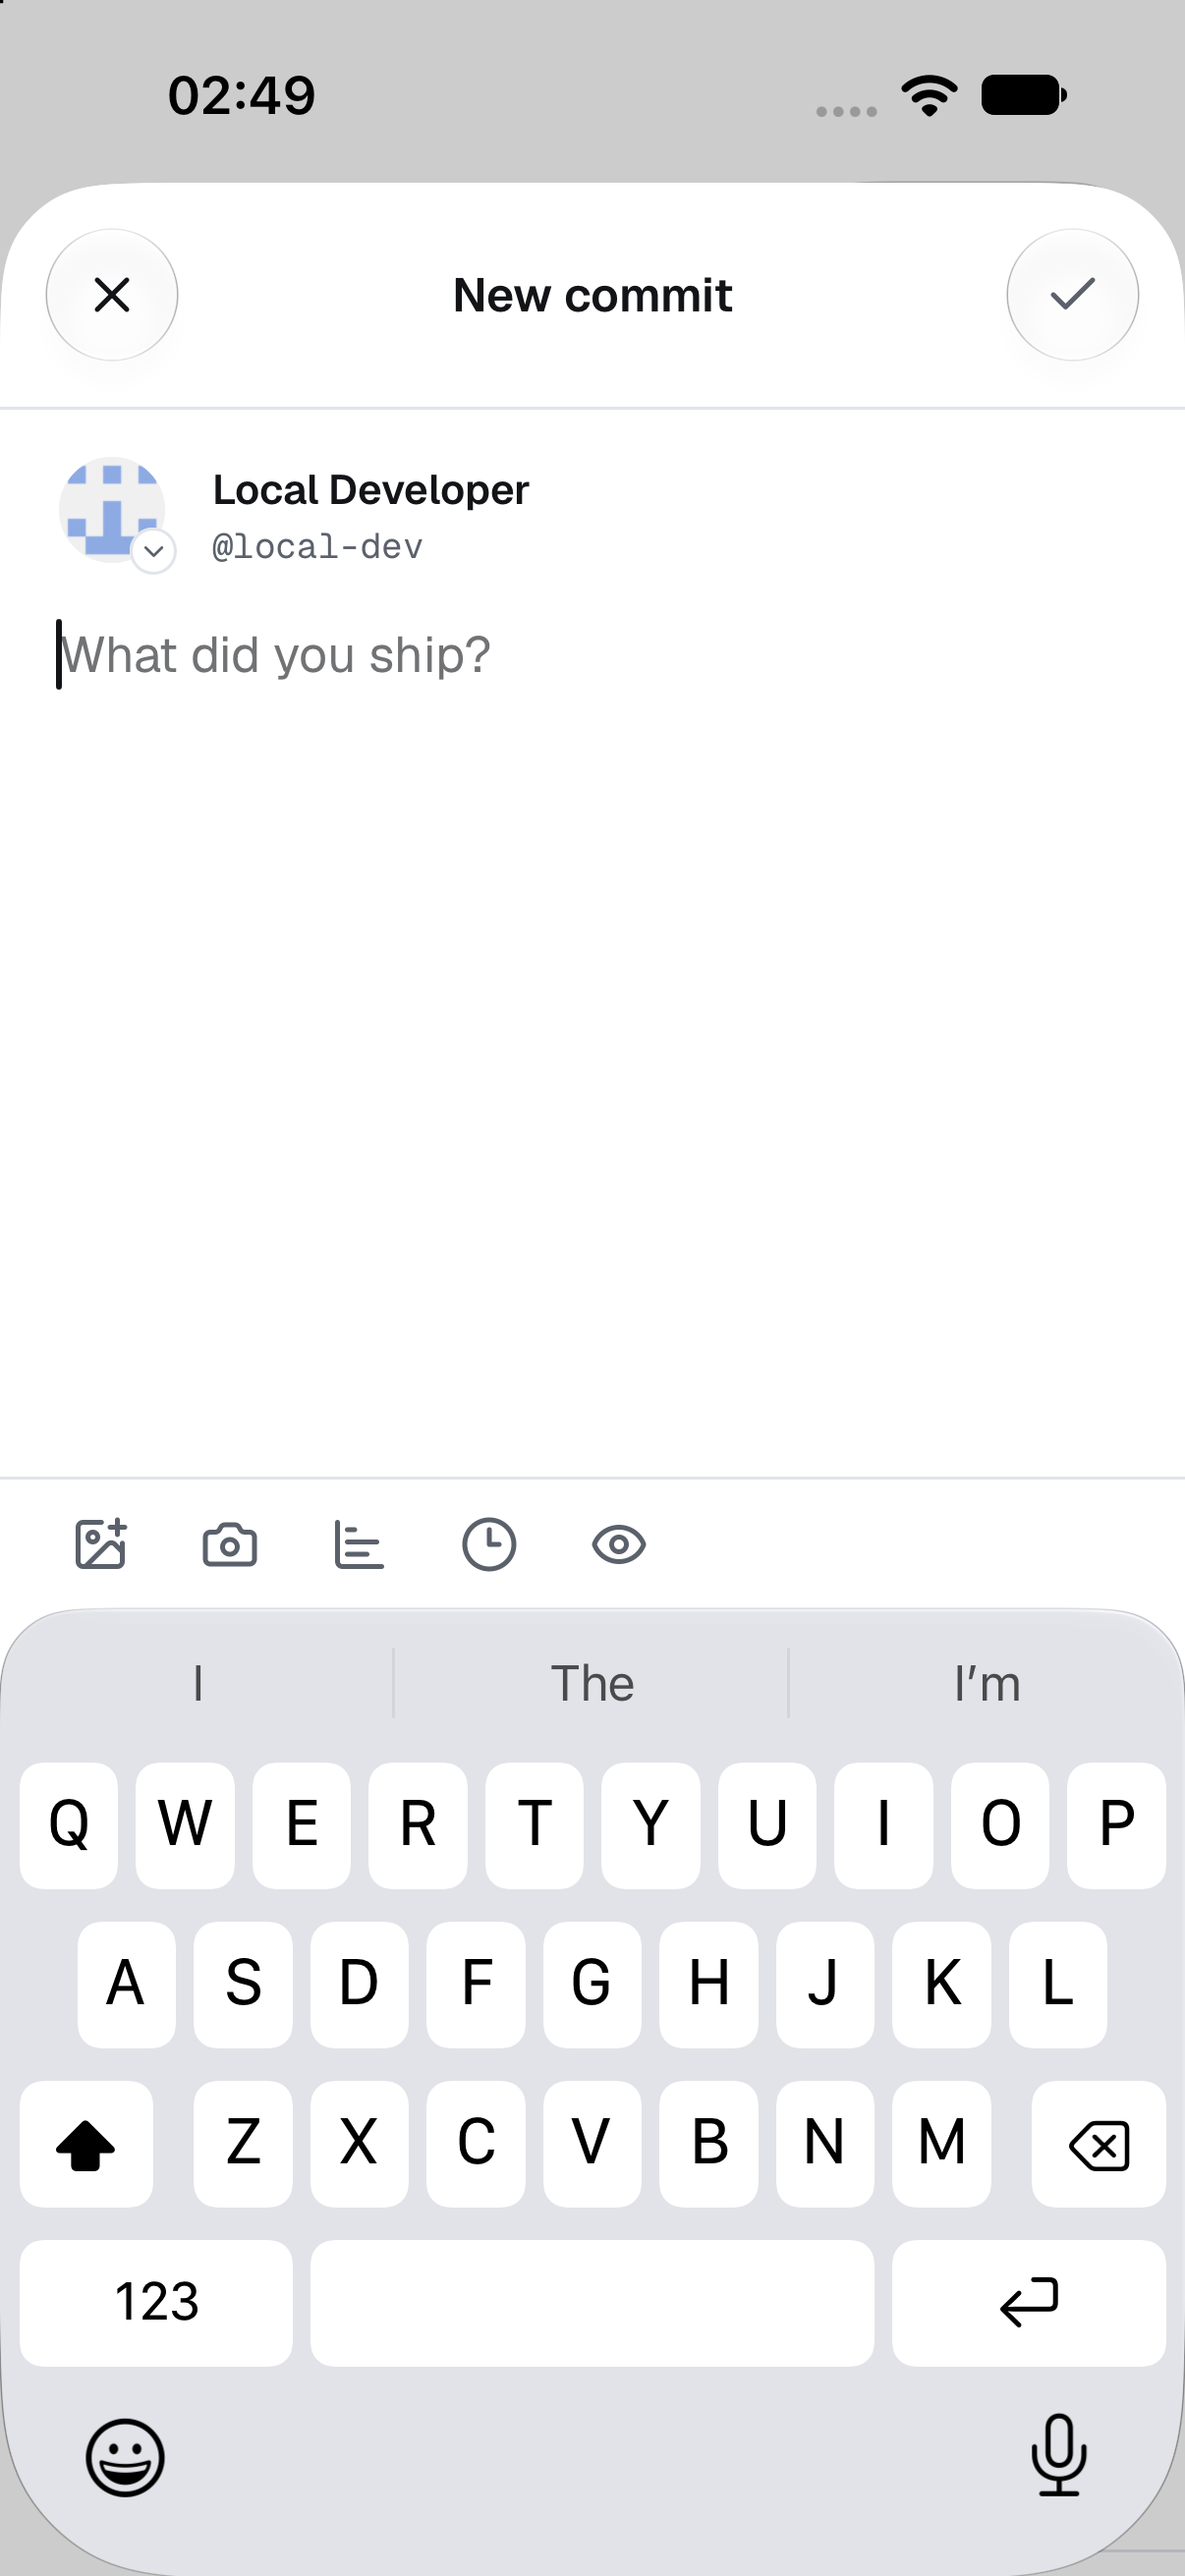 02:49
New commit
Local Developer
@local-dev
What did you ship?
I The I’m
Q W E R T Y U I O P
A S D F G H J K L
Z X C V B N M
123